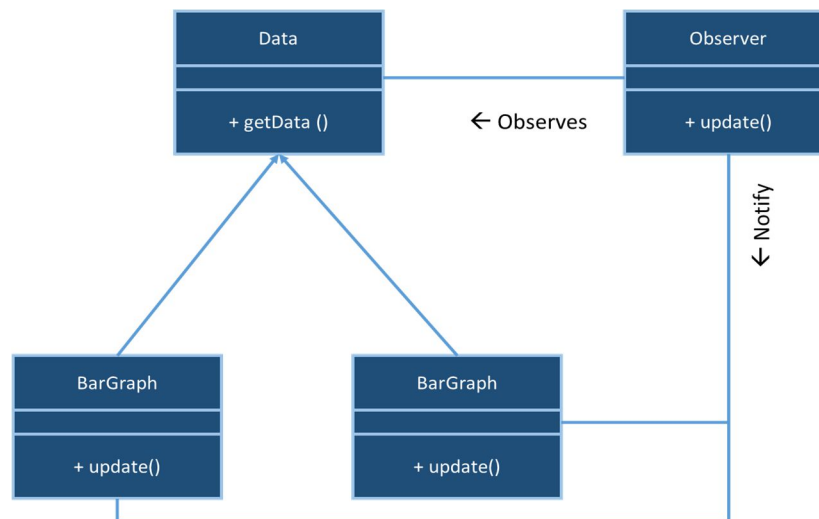 Data
Observer
+ getData ()
← Observes
+ update()
← Notify
BarGraph
BarGraph
+ update()
+ update()